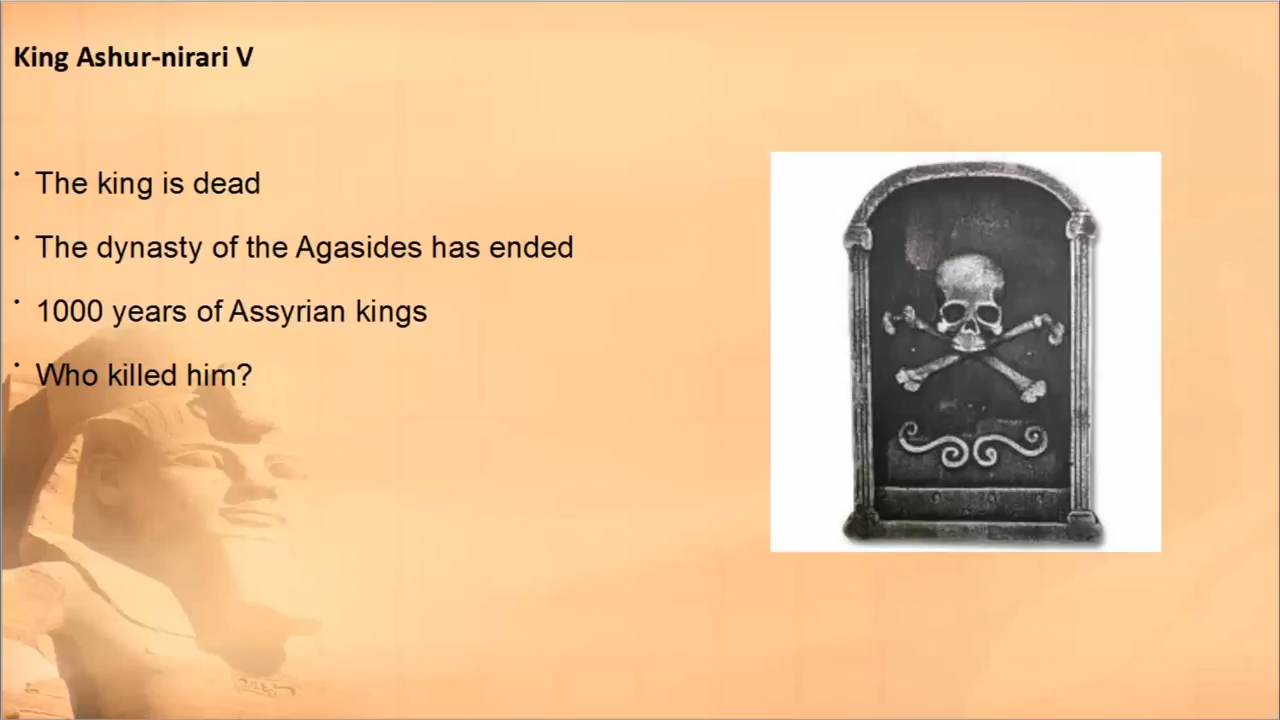 King Ashur-nirari V
• The king is dead
• The dynasty of the Agasides has ended
• 1000 years of Assyrian kings
• Who killed him?